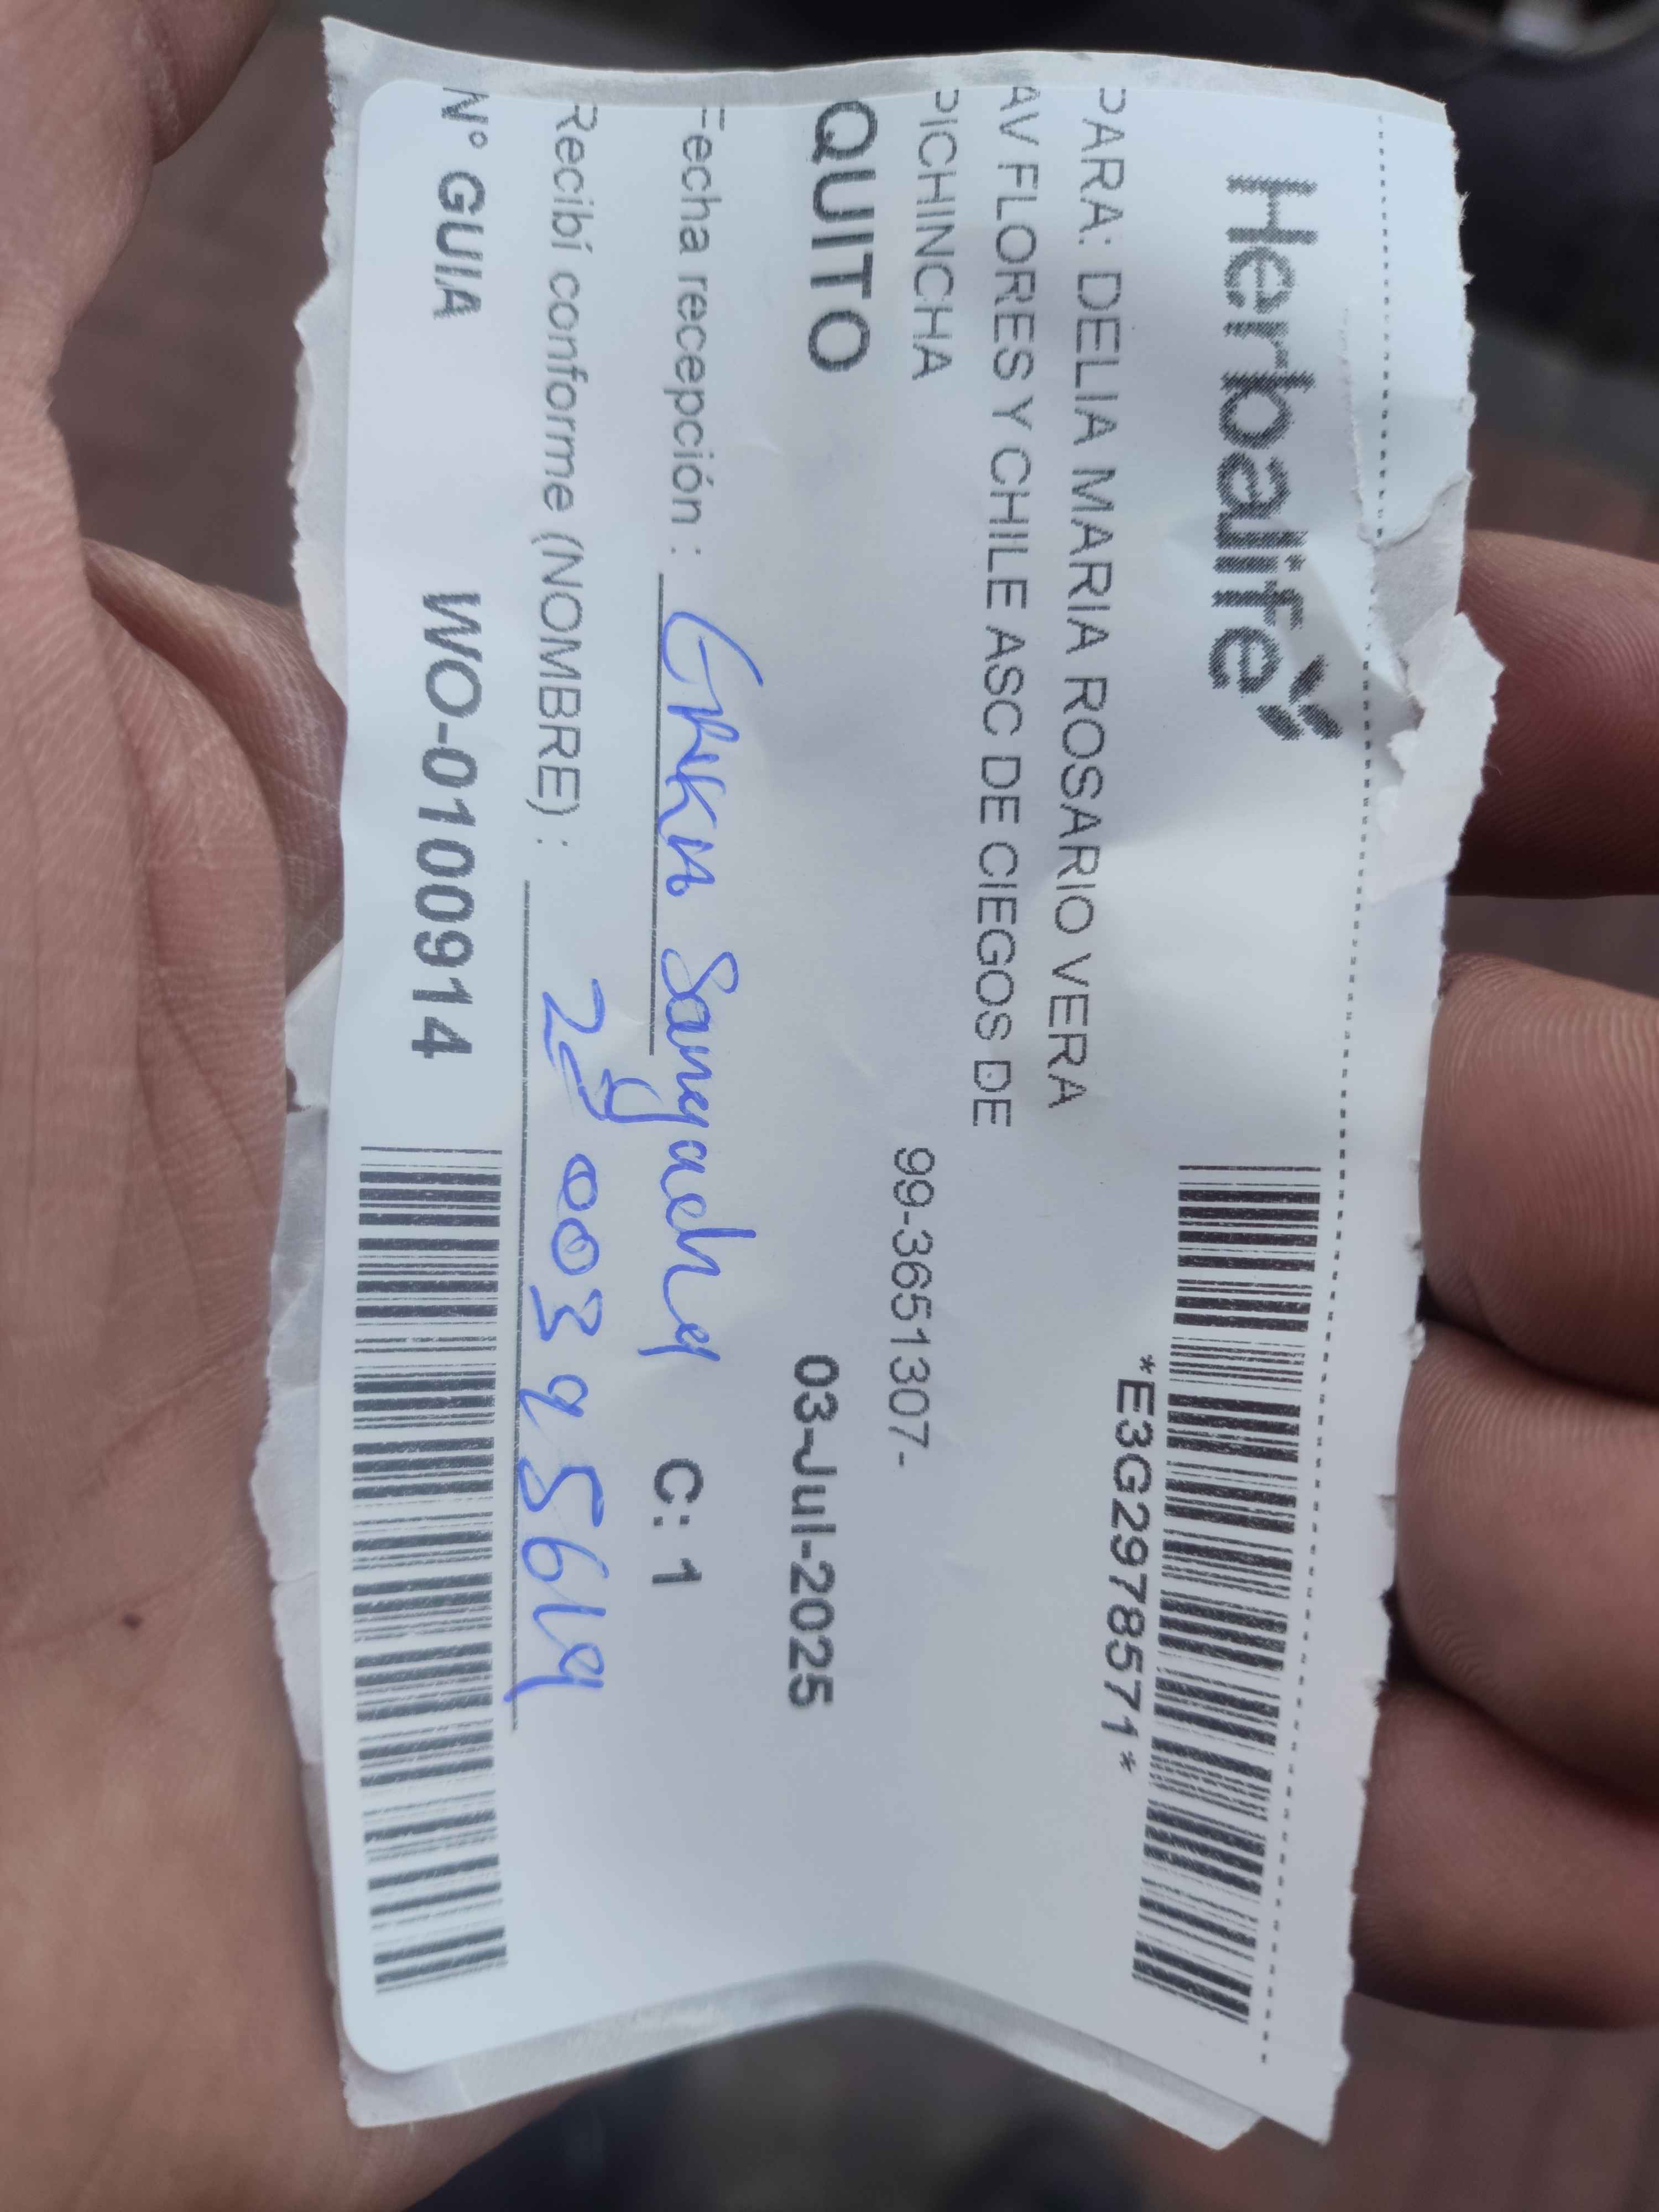 Herbalife
*E3G2978571*
PARA: DELIA MARIA ROSARIO VERA
AV FLORES Y CHILE ASC DE CIEGOS DE
PICHINCHA 99-3651307-
QUITO 03-Jul-2025
Fecha recepción : C: 1
Recibí conforme (NOMBRE) :
N° GUIA WO-0100914